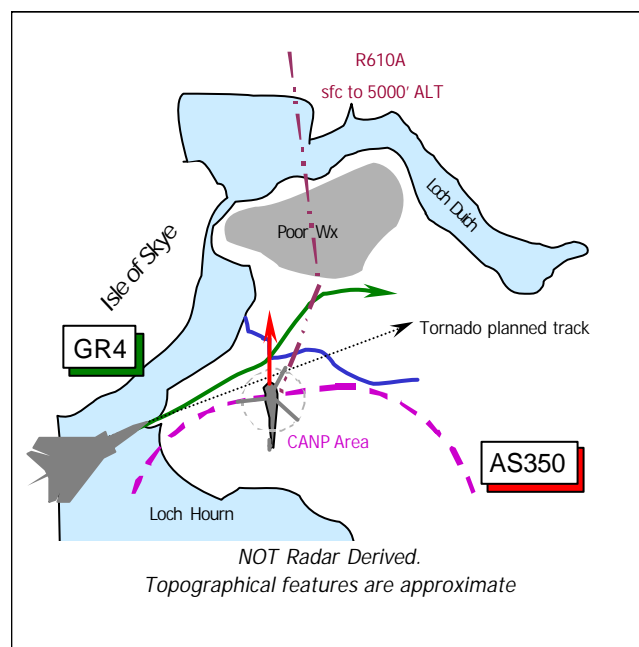 R610A
sfc to 5000' ALT
Loch Duich
Poor Wx
Isle of Skye
Tornado planned track
GR4
CANP Area
AS350
Loch Hourn
NOT Radar Derived.
Topographical features are approximate